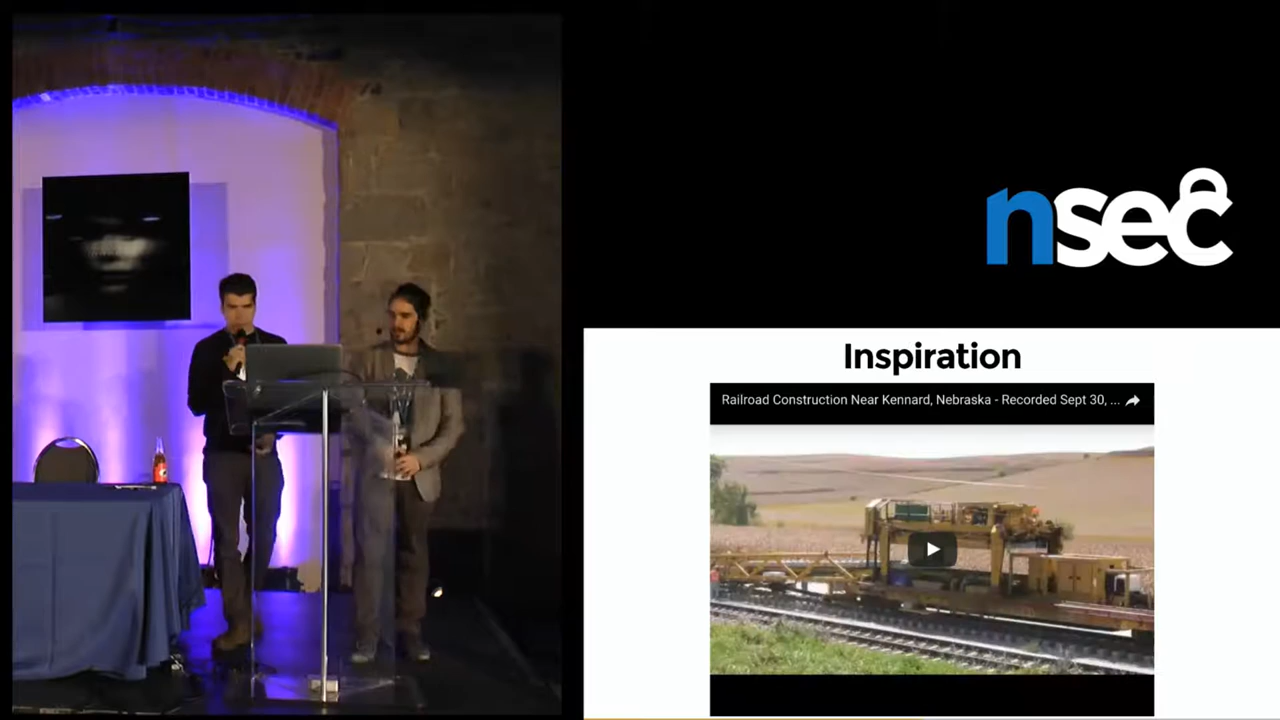 nsec
Inspiration
Railroad Construction Near Kennard, Nebraska - Recorded Sept 30, ...